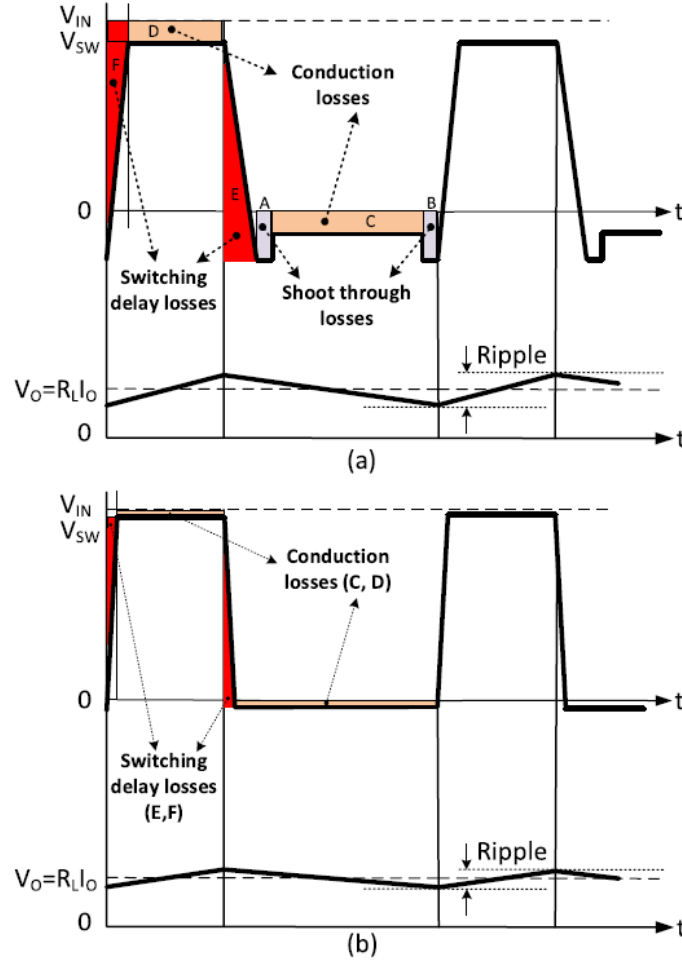 V_IN
V_SW
D
F
Conduction
losses
E
A
B
C
0
t
Switching
delay losses
Shoot through
losses
Ripple
V_O=R_LI_O
0
t
(a)
V_IN
V_SW
Conduction
losses (C, D)
0
t
Switching
delay losses
(E,F)
Ripple
V_O=R_LI_O
0
t
(b)